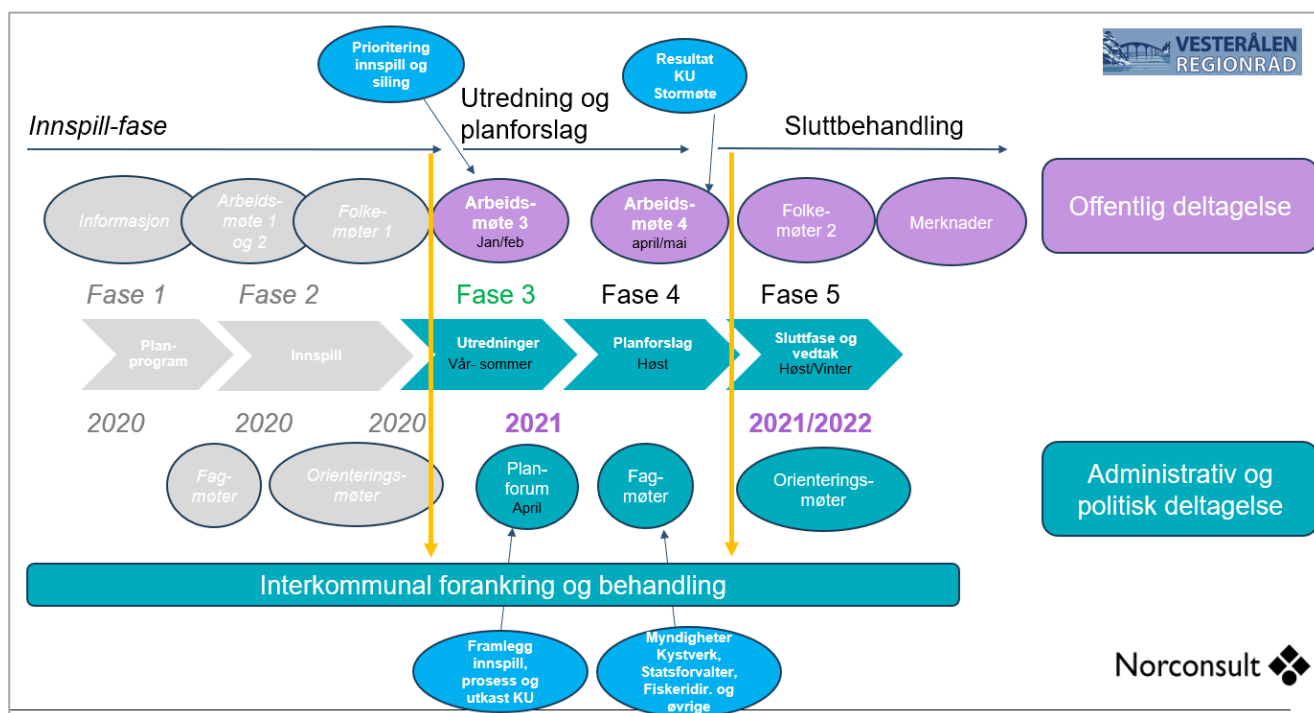 Prioritering
innspill og
siling
Resultat
KU
Stormøte
VESTERÅLEN
REGIONRÅD
Innspill-fase
Utredning og
planforslag
Sluttbehandling
Informasjon
Arbeids-
møte 1
og 2
Folke-
møter 1
Arbeids-
møte 3
Jan/feb
Arbeids-
møte 4
april/mai
Folke-
møter 2
Merknader
Offentlig deltagelse
Fase 1
Fase 2
Fase 3
Fase 4
Fase 5
Plan-
program
Innspill
Utredninger
Vår- sommer
Planforslag
Høst
Sluttfase og
vedtak
Høst/Vinter
2020
2020
2020
2021
2021/2022
Fag-
møter
Orienterings-
møter
Plan-
forum
April
Fag-
møter
Orienterings-
møter
Administrativ og
politisk deltagelse
Interkommunal forankring og behandling
Framlegg
innspill,
prosess og
utkast KU
Myndigheter
Kystverk,
Statsforvalter,
Fiskeridir. og
øvrige
Norconsult